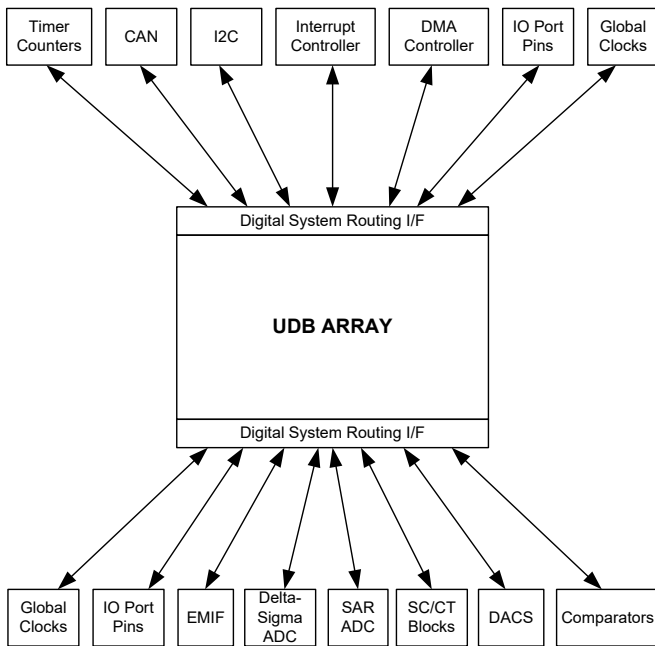 Timer
Counters
CAN
I2C
Interrupt
Controller
DMA
Controller
IO Port
Pins
Global
Clocks
Digital System Routing I/F
UDB ARRAY
Digital System Routing I/F
Global
Clocks
IO Port
Pins
EMIF
Delta-
Sigma
ADC
SAR
ADC
SC/CT
Blocks
DACS
Comparators